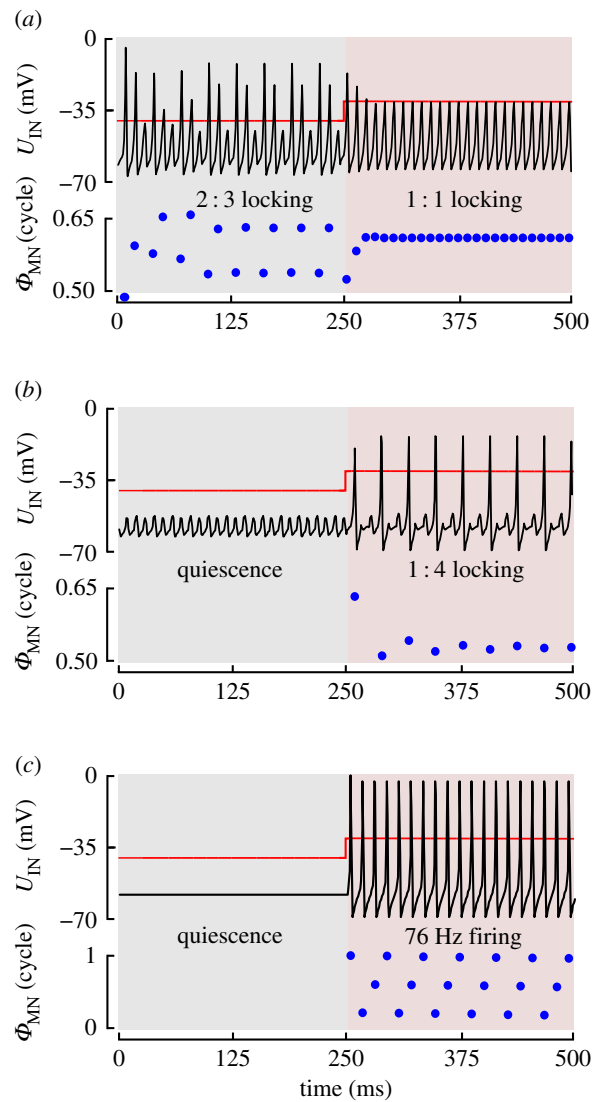 (a)
0
−35
−70
U_IN (mV)
2 : 3 locking
1 : 1 locking
0.65
0.50
Φ_MN (cycle)
0
125
250
375
500
(b)
0
−35
−70
U_IN (mV)
quiescence
1 : 4 locking
0.65
0.50
Φ_MN (cycle)
0
125
250
375
500
(c)
0
−35
−70
U_IN (mV)
quiescence
76 Hz firing
1
0
Φ_MN (cycle)
0
125
250
375
500
time (ms)